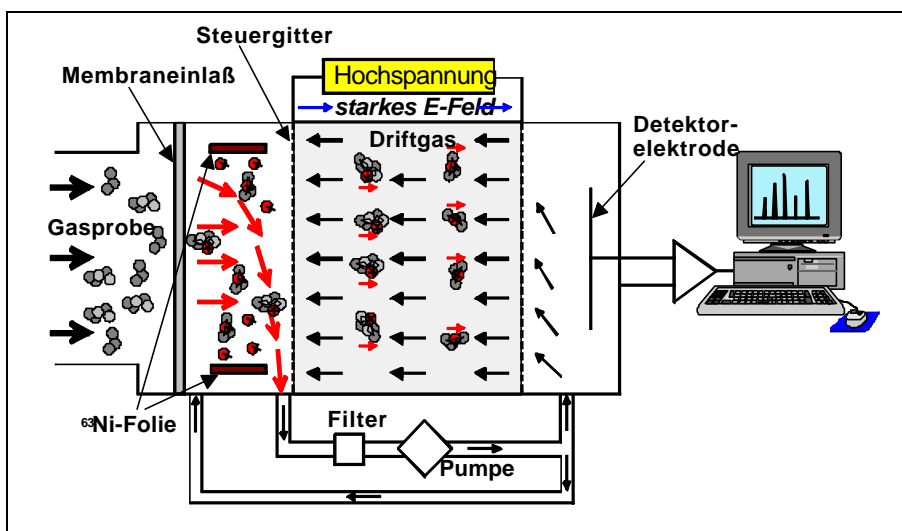 Steuergitter
Membraneinlaß
Hochspannung
starkes E-Feld
Driftgas
Detektor-
elektrode
Gasprobe
⁶³Ni-Folie
Filter
Pumpe